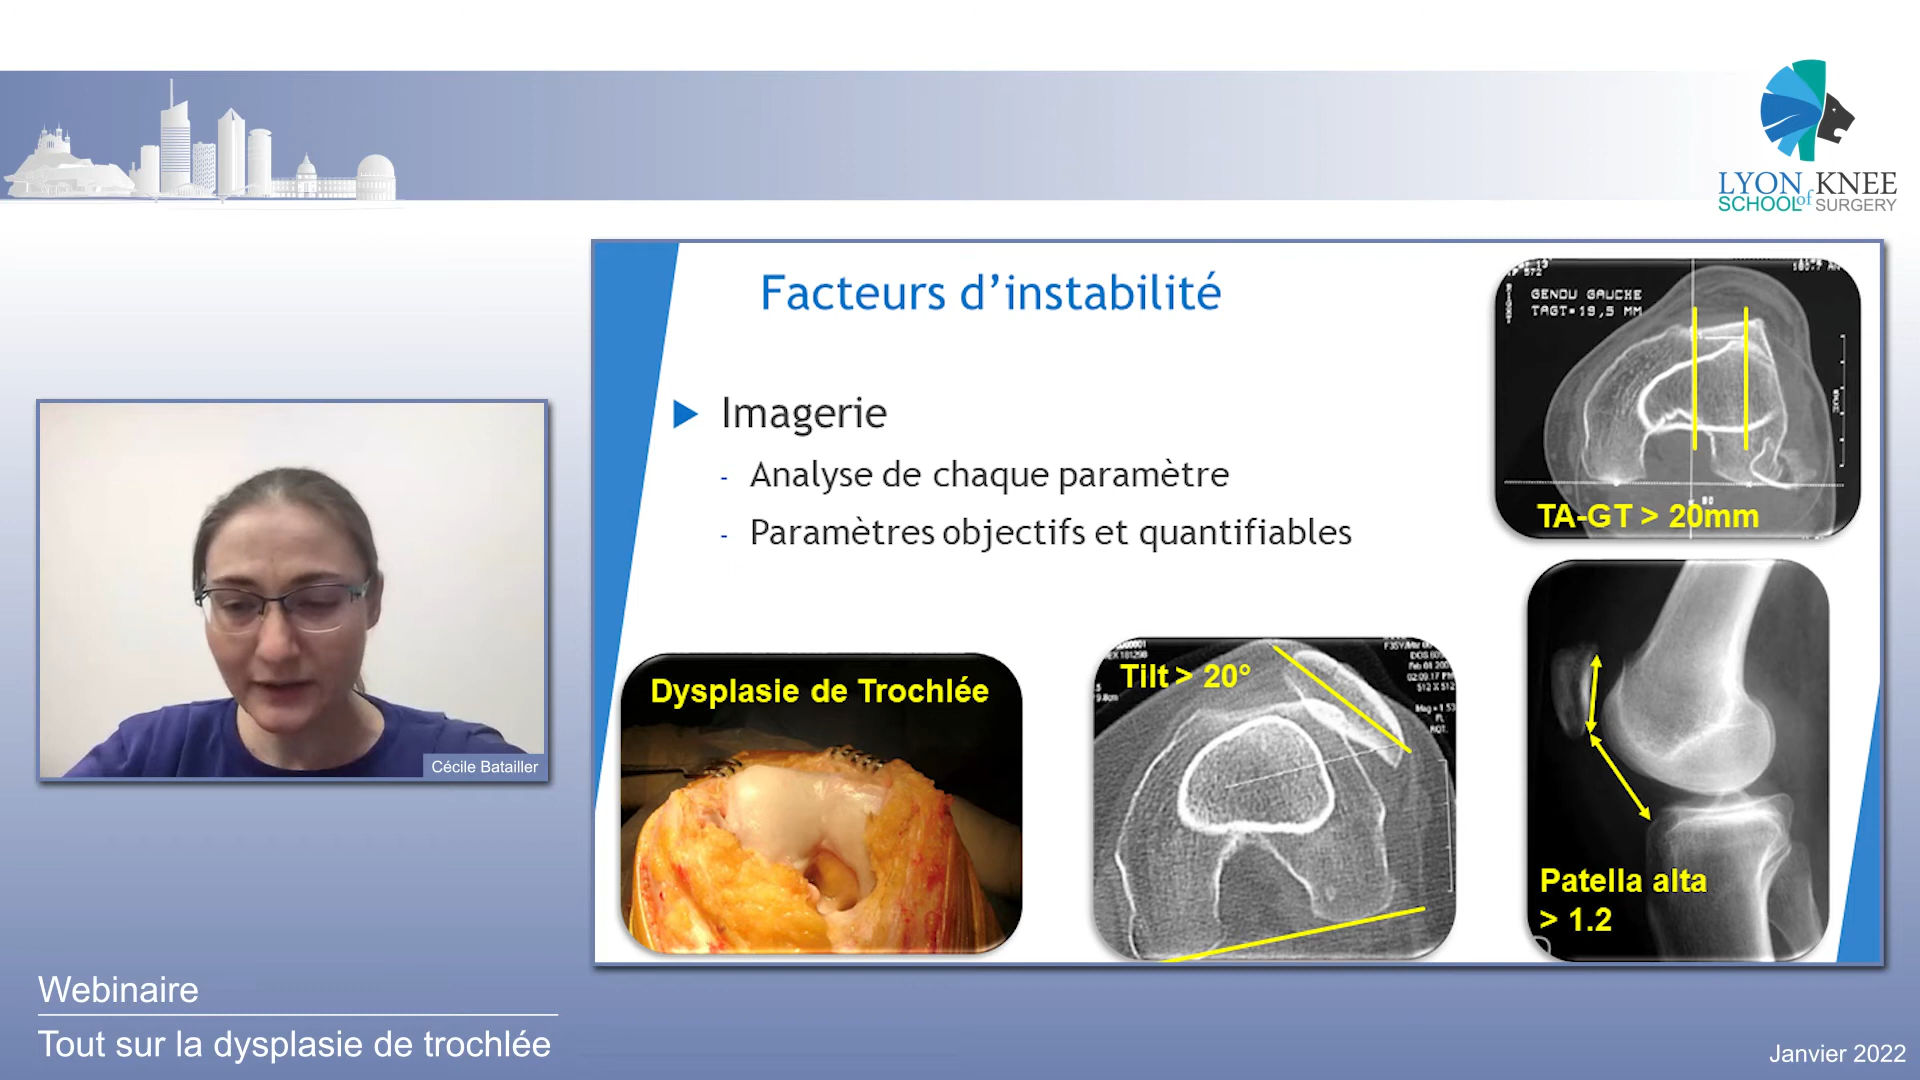 LYON KNEE
SCHOOL of SURGERY
Facteurs d’instabilité
Imagerie
- Analyse de chaque paramètre
- Paramètres objectifs et quantifiables
GENOU GAUCHE
TAGT=19,5 MM
TA-GT > 20mm
Dysplasie de Trochlée
Tilt > 20°
Patella alta
> 1.2
Cécile Batailler
Webinaire
Tout sur la dysplasie de trochlée
Janvier 2022